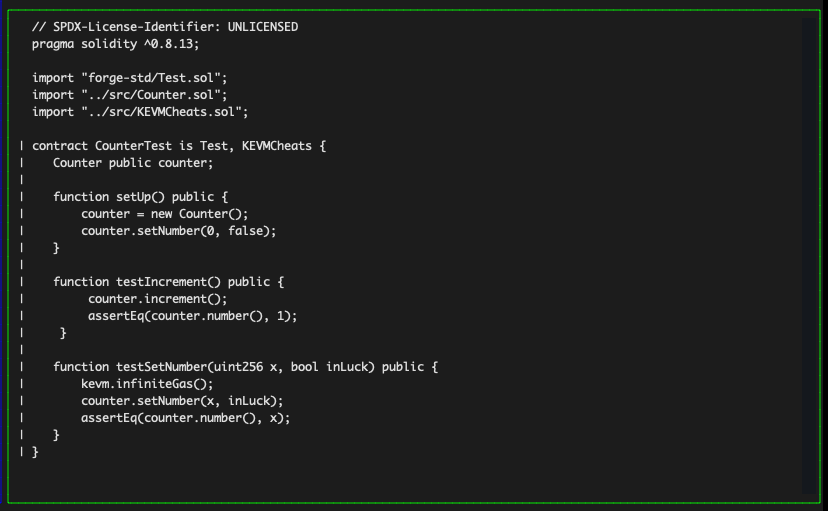 // SPDX-License-Identifier: UNLICENSED
pragma solidity ^0.8.13;

import "forge-std/Test.sol";
import "../src/Counter.sol";
import "../src/KEVMCheats.sol";

| contract CounterTest is Test, KEVMCheats {
|    Counter public counter;
|
|    function setUp() public {
|        counter = new Counter();
|        counter.setNumber(0, false);
|    }
|
|    function testIncrement() public {
|         counter.increment();
|         assertEq(counter.number(), 1);
|     }
|
|    function testSetNumber(uint256 x, bool inLuck) public {
|        kevm.infiniteGas();
|        counter.setNumber(x, inLuck);
|        assertEq(counter.number(), x);
|    }
| }